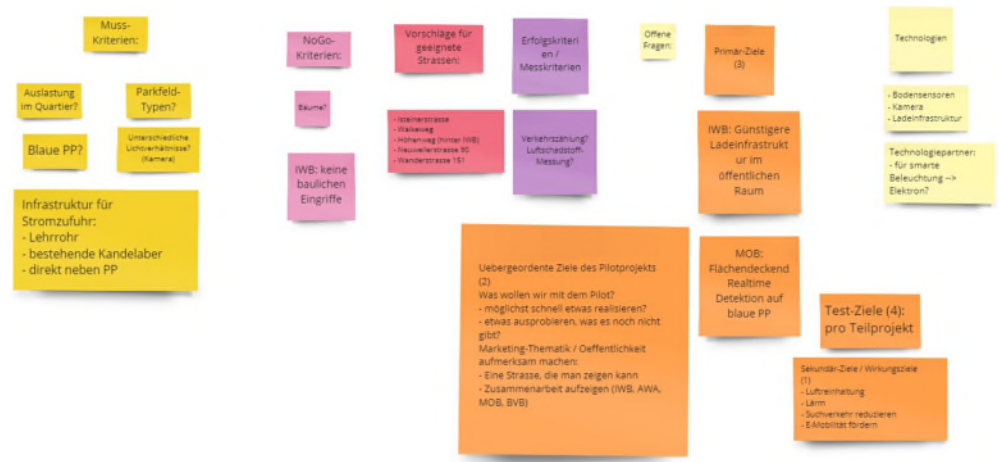 Muss-
Kriterien:
Auslastung
im Quartier?
Parkfeld-
Typen?
Blaue PP?
Unterschiedliche
Lichtverhältnisse?
(Kamera)
Infrastruktur für
Stromzufuhr:
- Lehrrohr
- bestehende Kandelaber
- direkt neben PP
NoGo-
Kriterien:
Bäume?
IWB: keine
baulichen
Eingriffe
Vorschläge für
geeignete
Strassen:
- Isteinerstrasse
- Walkeweg
- Höhenweg (hinter IWB)
- Neuweilerstrasse 90
- Wanderstrasse 151
Erfolgskriteri
en /
Messkriterien
Verkehrszählung?
Luftschadstoff-
Messung?
Offene
Fragen:
Primär-Ziele
(3)
IWB: Günstigere
Ladeinfrastrukt
ur im
öffentlichen
Raum
MOB:
Flächendeckend
Realtime
Detektion auf
blaue PP
Uebergeordente Ziele des Pilotprojekts
(2)
Was wollen wir mit dem Pilot?
- möglichst schnell etwas realisieren?
- etwas ausprobieren, was es noch nicht
gibt?
Marketing-Thematik / Oeffentlichkeit
aufmerksam machen:
- Eine Strasse, die man zeigen kann
- Zusammenarbeit aufzeigen (IWB, AWA,
MOB, BVB)
Test-Ziele (4):
pro Teilprojekt
Sekundär-Ziele / Wirkungsziele
(1)
- Luftreinhaltung
- Lärm
- Suchverkehr reduzieren
- E-Mobilität fördern
Technologien
- Bodensensoren
- Kamera
- Ladeinfrastruktur
Technologiepartner:
- für smarte
Beleuchtung -->
Elektron?